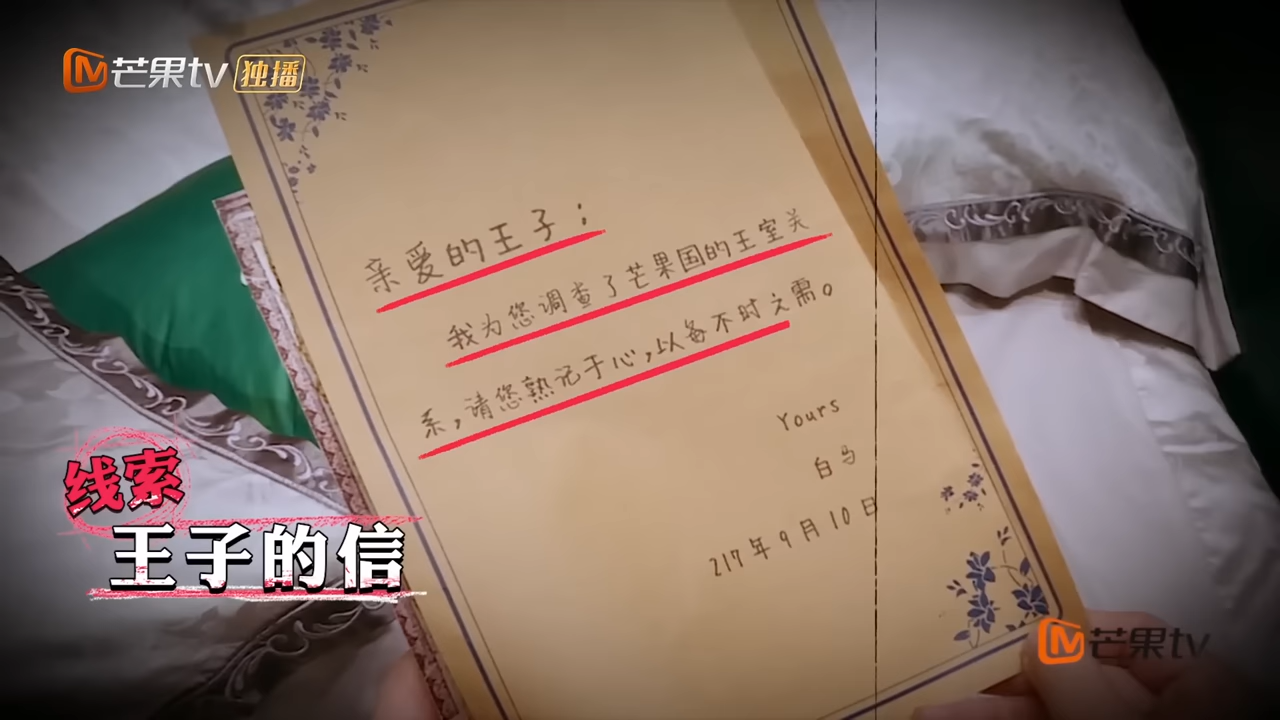 芒果tv 独播
亲爱的王子：
我为您调查了芒果国的王室关
系，请您熟记于心，以备不时之需。
Yours
白马
217年9月10日
线索
王子的信
芒果tv